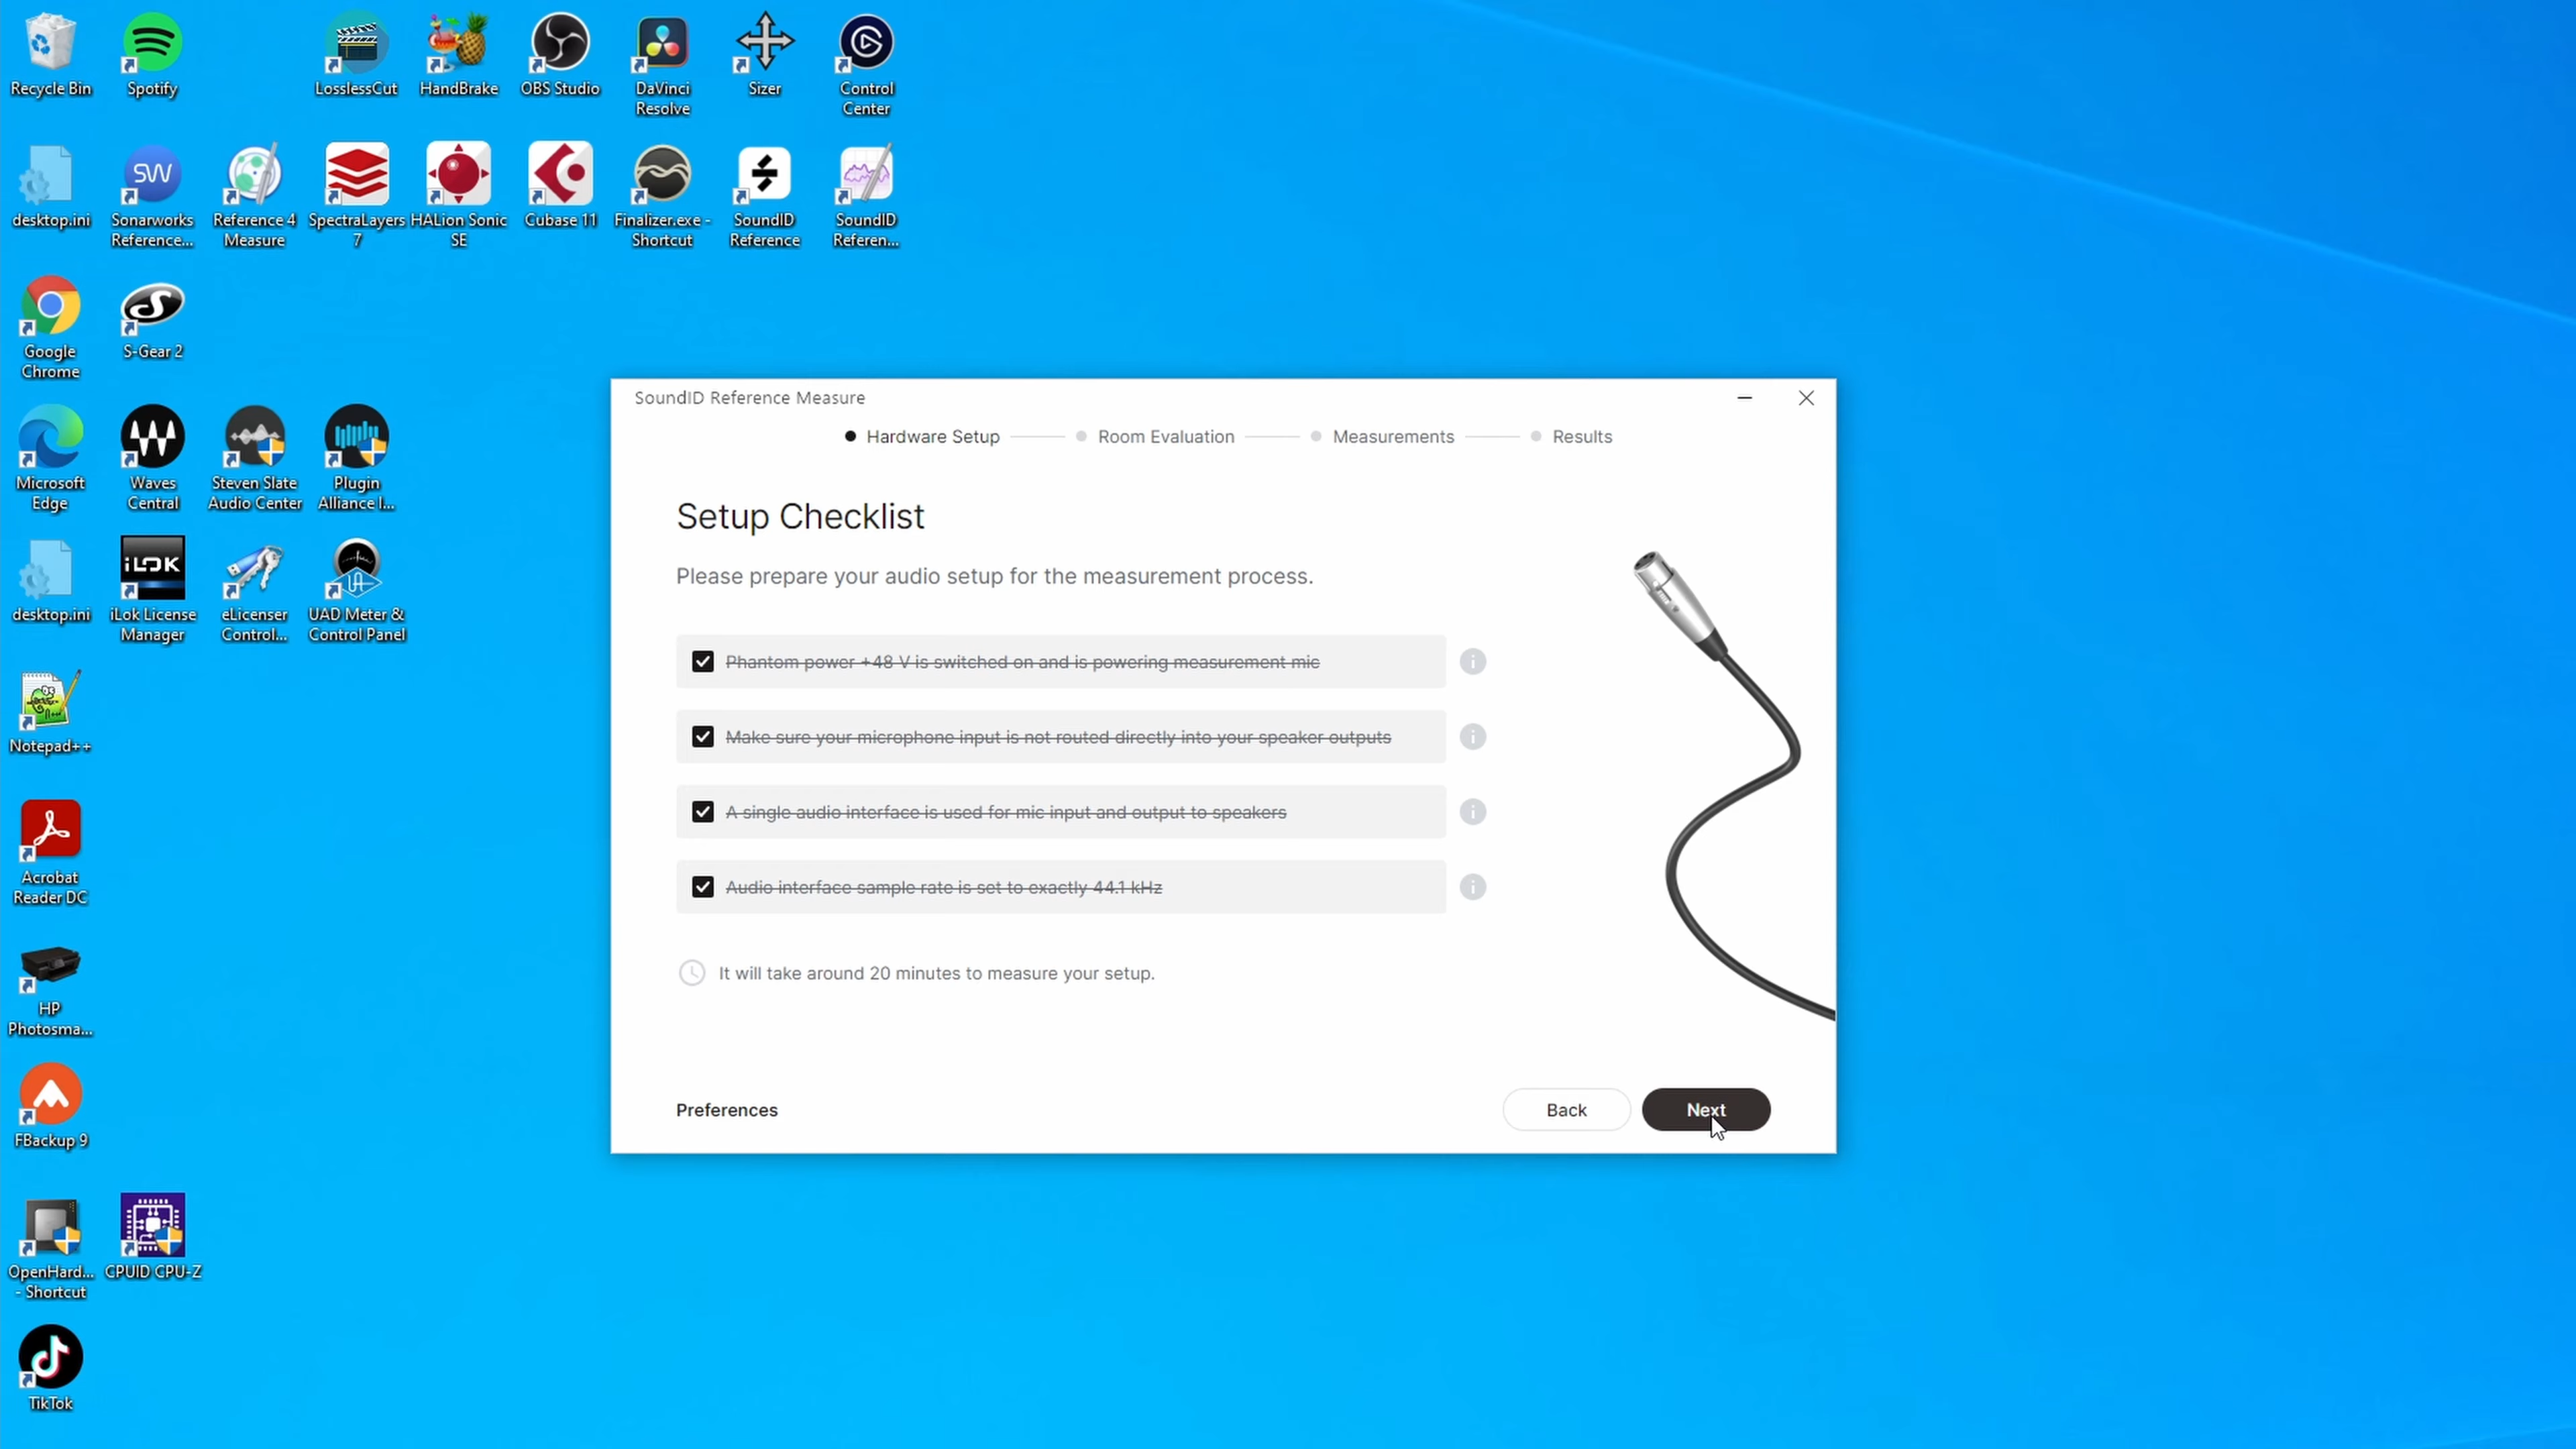 Recycle Bin
Spotify
LosslessCut
HandBrake
OBS Studio
DaVinci
Resolve
Sizer
Control
Center
desktop.ini
SW
Sonarworks
Reference...
Reference 4
Measure
SpectraLayers
7
HALion Sonic
SE
Cubase 11
Finalizer.exe -
Shortcut
SoundID
Reference
SoundID
Referen...
Google
Chrome
S-Gear 2
Microsoft
Edge
Waves
Central
Steven Slate
Audio Center
Plugin
Alliance I...
desktop.ini
iLOK
iLok License
Manager
eLicenser
Control...
UA
UAD Meter &
Control Panel
Notepad++
Acrobat
Reader DC
HP
Photosma...
FBackup 9
OpenHard...
- Shortcut
CPUID CPU-Z
TikTok
SoundID Reference Measure
Hardware Setup
Room Evaluation
Measurements
Results
Setup Checklist
Please prepare your audio setup for the measurement process.
Phantom power +48 V is switched on and is powering measurement mic
Make sure your microphone input is not routed directly into your speaker outputs
A single audio interface is used for mic input and output to speakers
Audio interface sample rate is set to exactly 44.1 kHz
It will take around 20 minutes to measure your setup.
Preferences
Back
Next